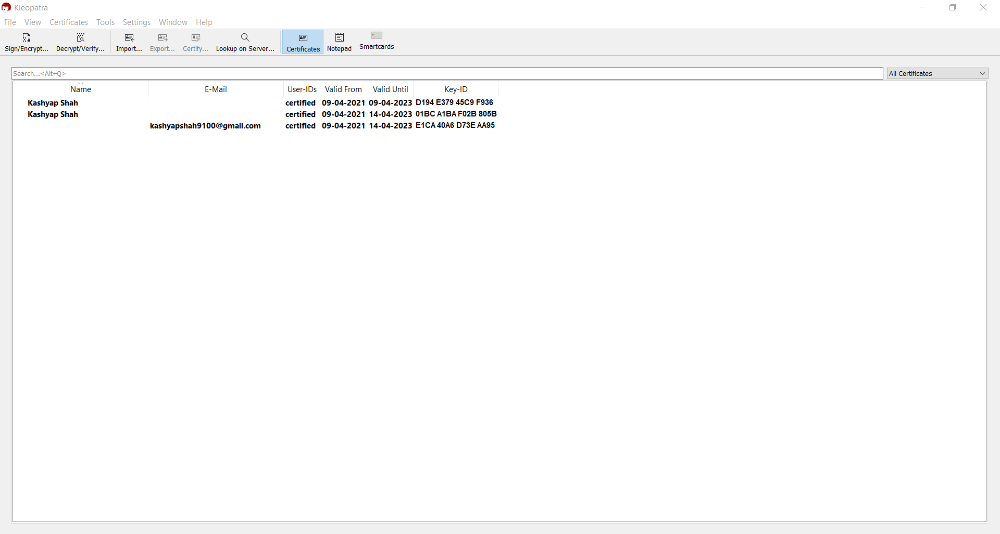 Kleopatra
File View Certificates Tools Settings Window Help
Sign/Encrypt... Decrypt/Verify... Import... Export... Certify... Lookup on Server... Certificates Notepad Smartcards
Search...<Alt+Q> All Certificates
Name E-Mail User-IDs Valid From Valid Until Key-ID
Kashyap Shah certified 09-04-2021 09-04-2023 D194 E379 45C9 F936
Kashyap Shah certified 09-04-2021 14-04-2023 01BC A1BA F02B 805B
kashyapshah9100@gmail.com certified 09-04-2021 14-04-2023 E1CA 40A6 D73E AA95